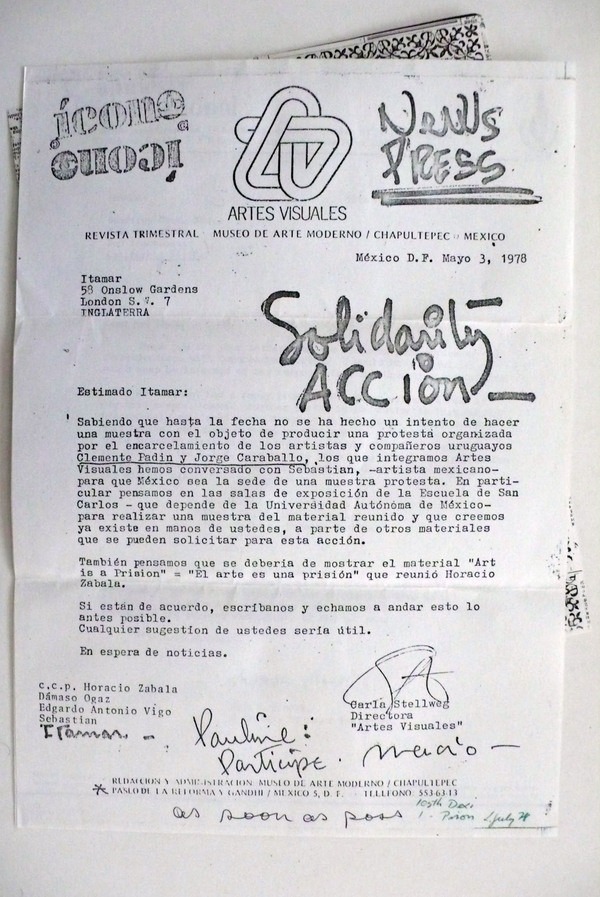 icono
icono
NeWs
PRESS
ARTES VISUALES
REVISTA TRIMESTRAL MUSEO DE ARTE MODERNO / CHAPULTEPEC MEXICO
México D.F. Mayo 3, 1978
Itamar
58 Onslow Gardens
London S.W. 7
INGLATERRA
Solidarity
ACCión
Estimado Itamar:
Sabiendo que hasta la fecha no se ha hecho un intento de hacer
una muestra con el objeto de producir una protesta organizada
por el encarcelamiento de los artistas y compañeros uruguayos
Clemente Padin y Jorge Caraballo, los que integramos Artes
Visuales hemos conversado con Sebastian, -artista mexicano-
para que México sea la sede de una muestra protesta. En parti-
cular pensamos en las salas de exposición de la Escuela de San
Carlos - que depende de la Universidad Autónoma de México-
para realizar una muestra del material reunido y que creemos
ya existe en manos de ustedes, a parte de otros materiales
que se pueden solicitar para esta acción.
También pensamos que se debería de mostrar el material "Art
is a Prision" = "El arte es una prisión" que reunió Horacio
Zabala.
Si están de acuerdo, escríbanos y echamos a andar esto lo
antes posible.
Cualquier sugestion de ustedes sería útil.
En espera de noticias.
Carla Stellweg
Directora
"Artes Visuales"
c.c.p. Horacio Zabala
Dámaso Ogaz
Edgardo Antonio Vigo
Sebastian
Itamar -
Pauline:
Participe.
REDACCION Y ADMINISTRACION MUSEO DE ARTE MODERNO / CHAPULTEPEC
PASEO DE LA REFORMA Y GANDHI / MEXICO 5, D. F. TELEFONO 553-63-13
as soon as poss
July 78